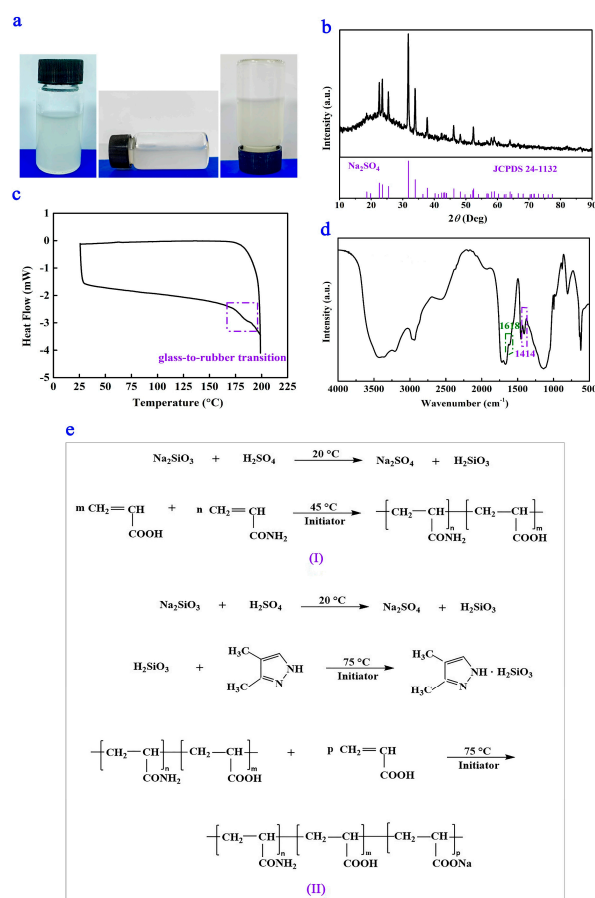 a
b
Intensity (a.u.)
Na₂SO₄
JCPDS 24-1132
10 20 30 40 50 60 70 80 90
2θ (Deg)
c
1
0
-1
-2
-3
-4
-5
Heat Flow (mW)
glass-to-rubber transition
0 25 50 75 100 125 150 175 200 225
Temperature (°C)
d
Intensity (a.u.)
1618
1414
4000 3500 3000 2500 2000 1500 1000 500
Wavenumber (cm⁻¹)
e
Na₂SiO₃ + H₂SO₄ 20 °C Na₂SO₄ + H₂SiO₃
m CH₂=CH COOH + n CH₂=CH CONH₂ 45 °C Initiator [CH₂—CH]n CONH₂ [CH₂—CH]m COOH
(I)
Na₂SiO₃ + H₂SO₄ 20 °C Na₂SO₄ + H₂SiO₃
H₂SiO₃ + H₃C H₃C N NH 75 °C Initiator H₃C H₃C N NH · H₂SiO₃
[CH₂—CH]n CONH₂ [CH₂—CH]m COOH + p CH₂=CH COOH 75 °C Initiator
[CH₂—CH]n CONH₂ [CH₂—CH]m COOH [CH₂—CH]p COONa
(II)